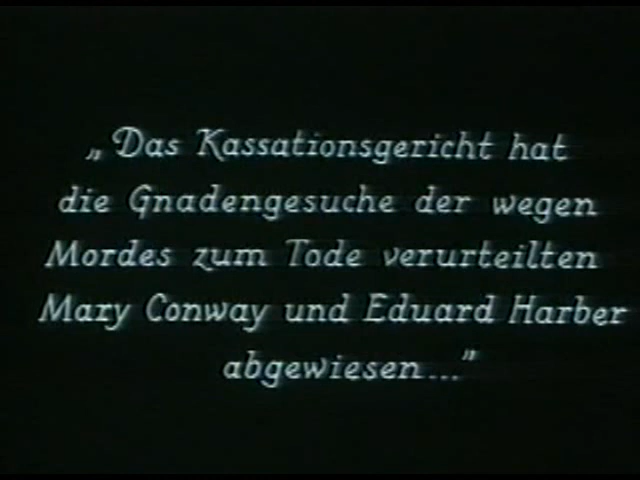 „Das Kassationsgericht hat
die Gnadengesuche der wegen
Mordes zum Tode verurteilten
Mary Conway und Eduard Harber
abgewiesen..."